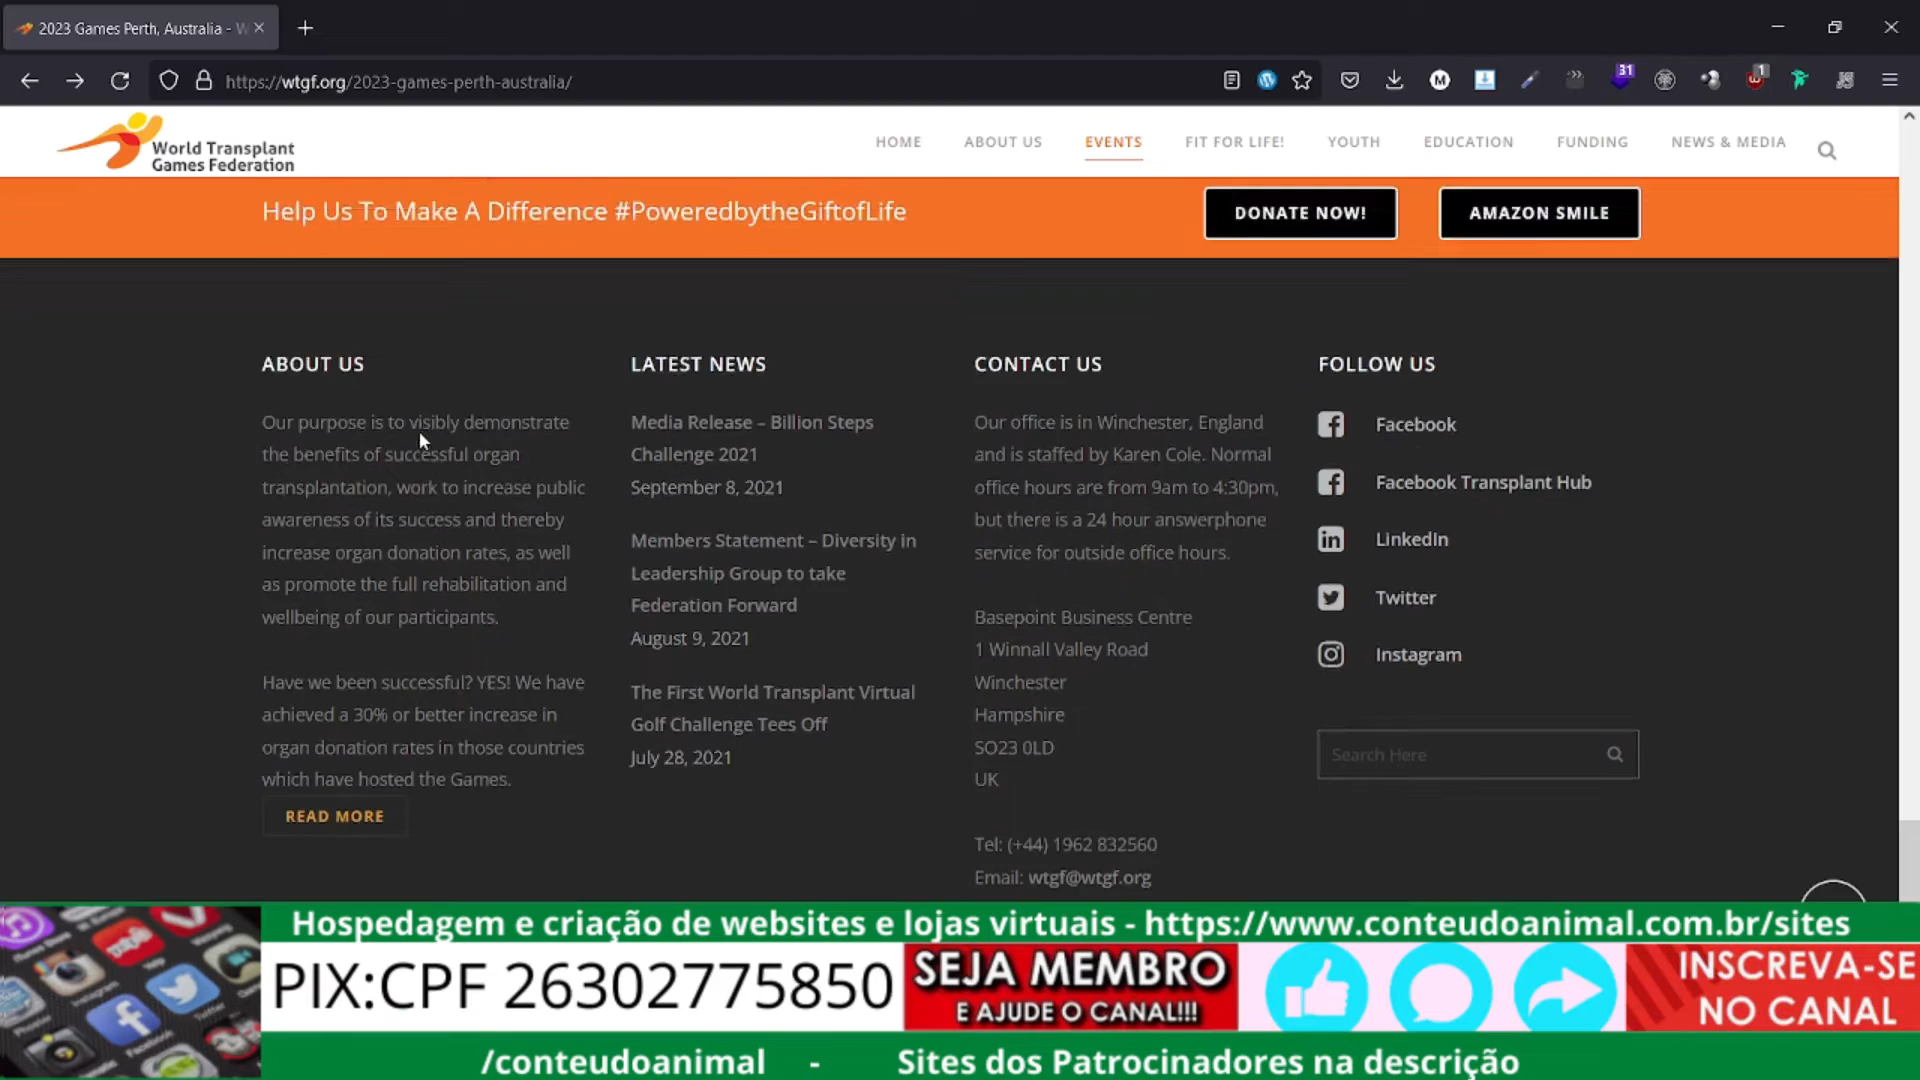 2023 Games Perth, Australia - W
https://wtgf.org/2023-games-perth-australia/
31
1
World Transplant
Games Federation
HOME
ABOUT US
EVENTS
FIT FOR LIFE!
YOUTH
EDUCATION
FUNDING
NEWS & MEDIA
Help Us To Make A Difference #PoweredbytheGiftofLife
DONATE NOW!
AMAZON SMILE
ABOUT US
Our purpose is to visibly demonstrate
the benefits of successful organ
transplantation, work to increase public
awareness of its success and thereby
increase organ donation rates, as well
as promote the full rehabilitation and
wellbeing of our participants.
Have we been successful? YES! We have
achieved a 30% or better increase in
organ donation rates in those countries
which have hosted the Games.
READ MORE
LATEST NEWS
Media Release – Billion Steps
Challenge 2021
September 8, 2021
Members Statement – Diversity in
Leadership Group to take
Federation Forward
August 9, 2021
The First World Transplant Virtual
Golf Challenge Tees Off
July 28, 2021
CONTACT US
Our office is in Winchester, England
and is staffed by Karen Cole. Normal
office hours are from 9am to 4:30pm,
but there is a 24 hour answerphone
service for outside office hours.
Basepoint Business Centre
1 Winnall Valley Road
Winchester
Hampshire
SO23 0LD
UK
Tel: (+44) 1962 832560
Email: wtgf@wtgf.org
FOLLOW US
Facebook
Facebook Transplant Hub
LinkedIn
Twitter
Instagram
Search Here
Hospedagem e criação de websites e lojas virtuais - https://www.conteudoanimal.com.br/sites
PIX:CPF 26302775850
SEJA MEMBRO
E AJUDE O CANAL!!!
INSCREVA-SE
NO CANAL
/conteudoanimal - Sites dos Patrocinadores na descrição